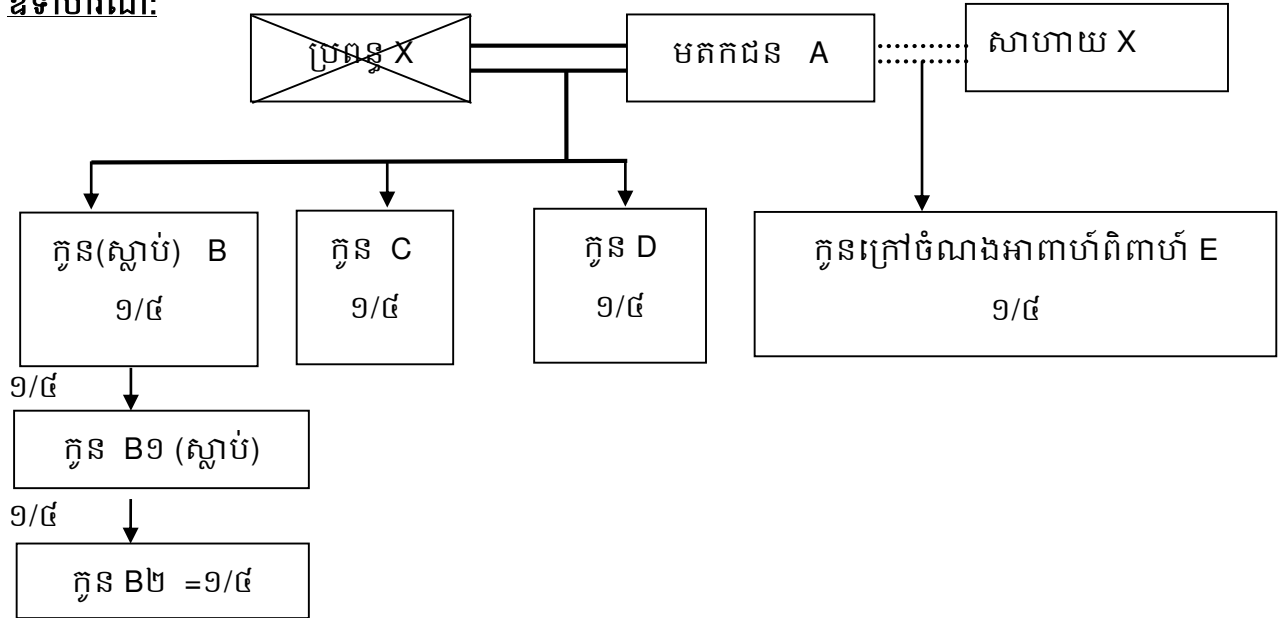 ឧទាហរណ៍:
ប្រពន្ធ X
មតកជន A
សាហាយ X
កូន(ស្លាប់) B
១/៤
កូន C
១/៤
កូន D
១/៤
កូនក្រៅចំណងអាពាហ៍ពិពាហ៍ E
១/៤
១/៤
កូន B១ (ស្លាប់)
១/៤
កូន B២ =១/៤